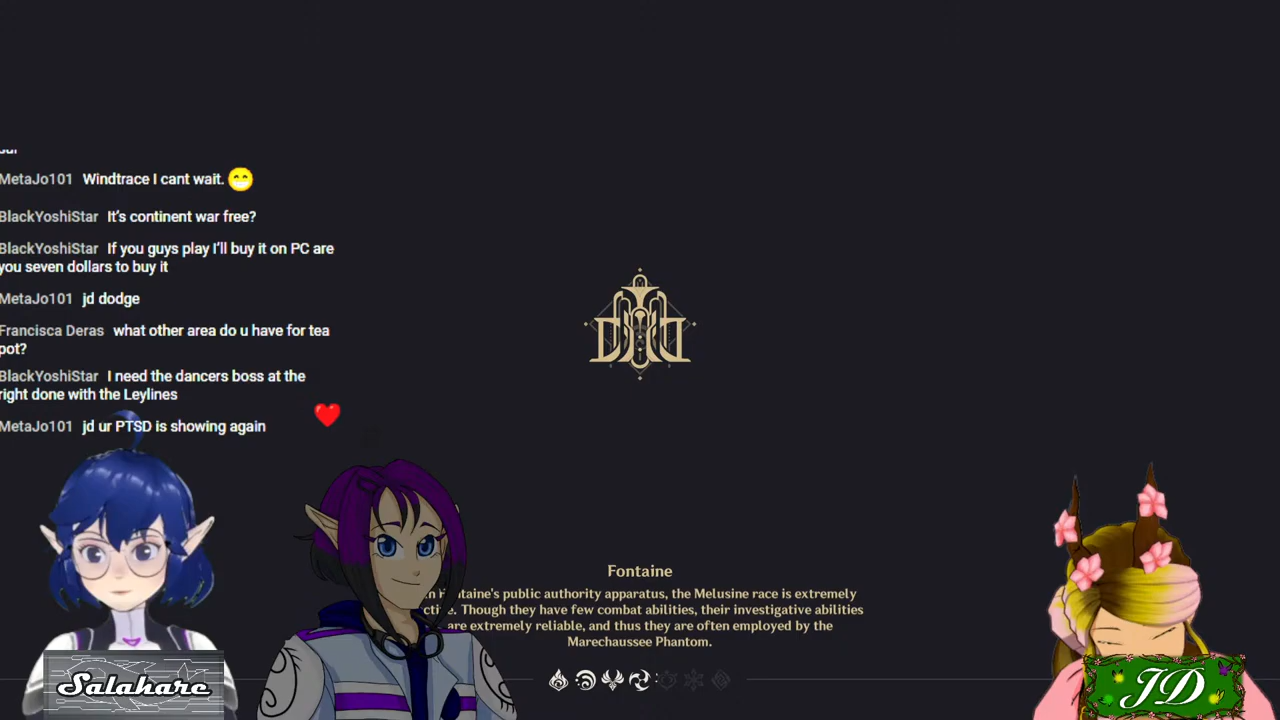 MetaJo101 Windtrace I cant wait.
BlackYoshiStar It's continent war free?
BlackYoshiStar If you guys play I'll buy it on PC are
you seven dollars to buy it
MetaJo101 jd dodge
Francisca Deras what other area do u have for tea
pot?
BlackYoshiStar I need the dancers boss at the
right done with the Leylines
MetaJo101 jd ur PTSD is showing again
Fontaine
Fontaine's public authority apparatus, the Melusine race is extremely
Though they have few combat abilities, their investigative abilities
are extremely reliable, and thus they are often employed by the
Marechaussee Phantom.
Salahare
JD